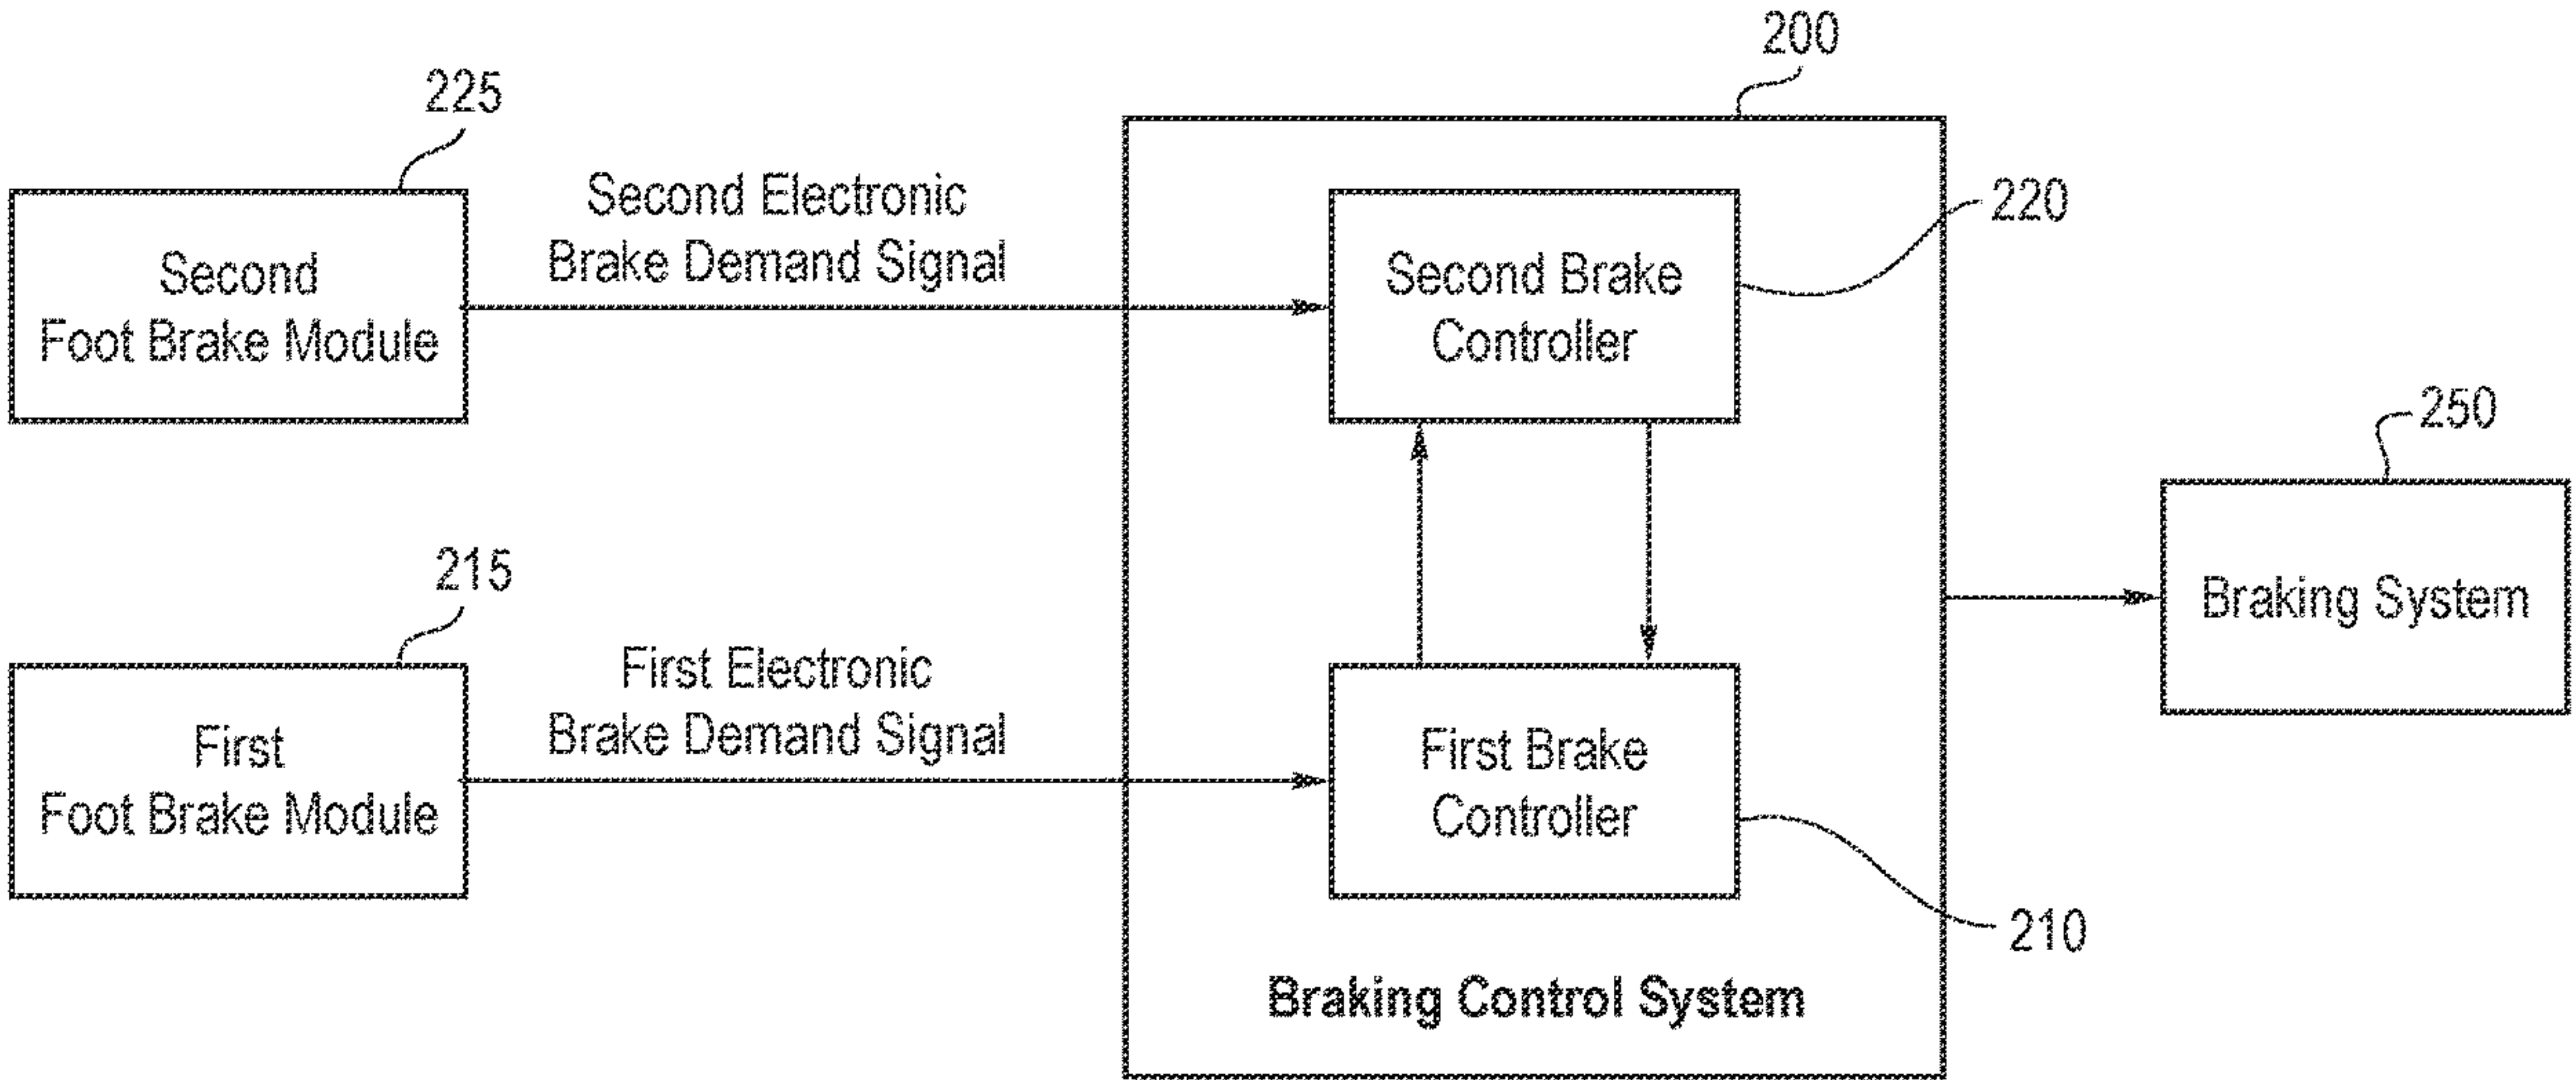 200
225
Second Electronic
Brake Demand Signal
220
Second
Foot Brake Module
Second Brake
Controller
250
215
Braking System
First Electronic
Brake Demand Signal
First
Foot Brake Module
First Brake
Controller
210
Braking Control System